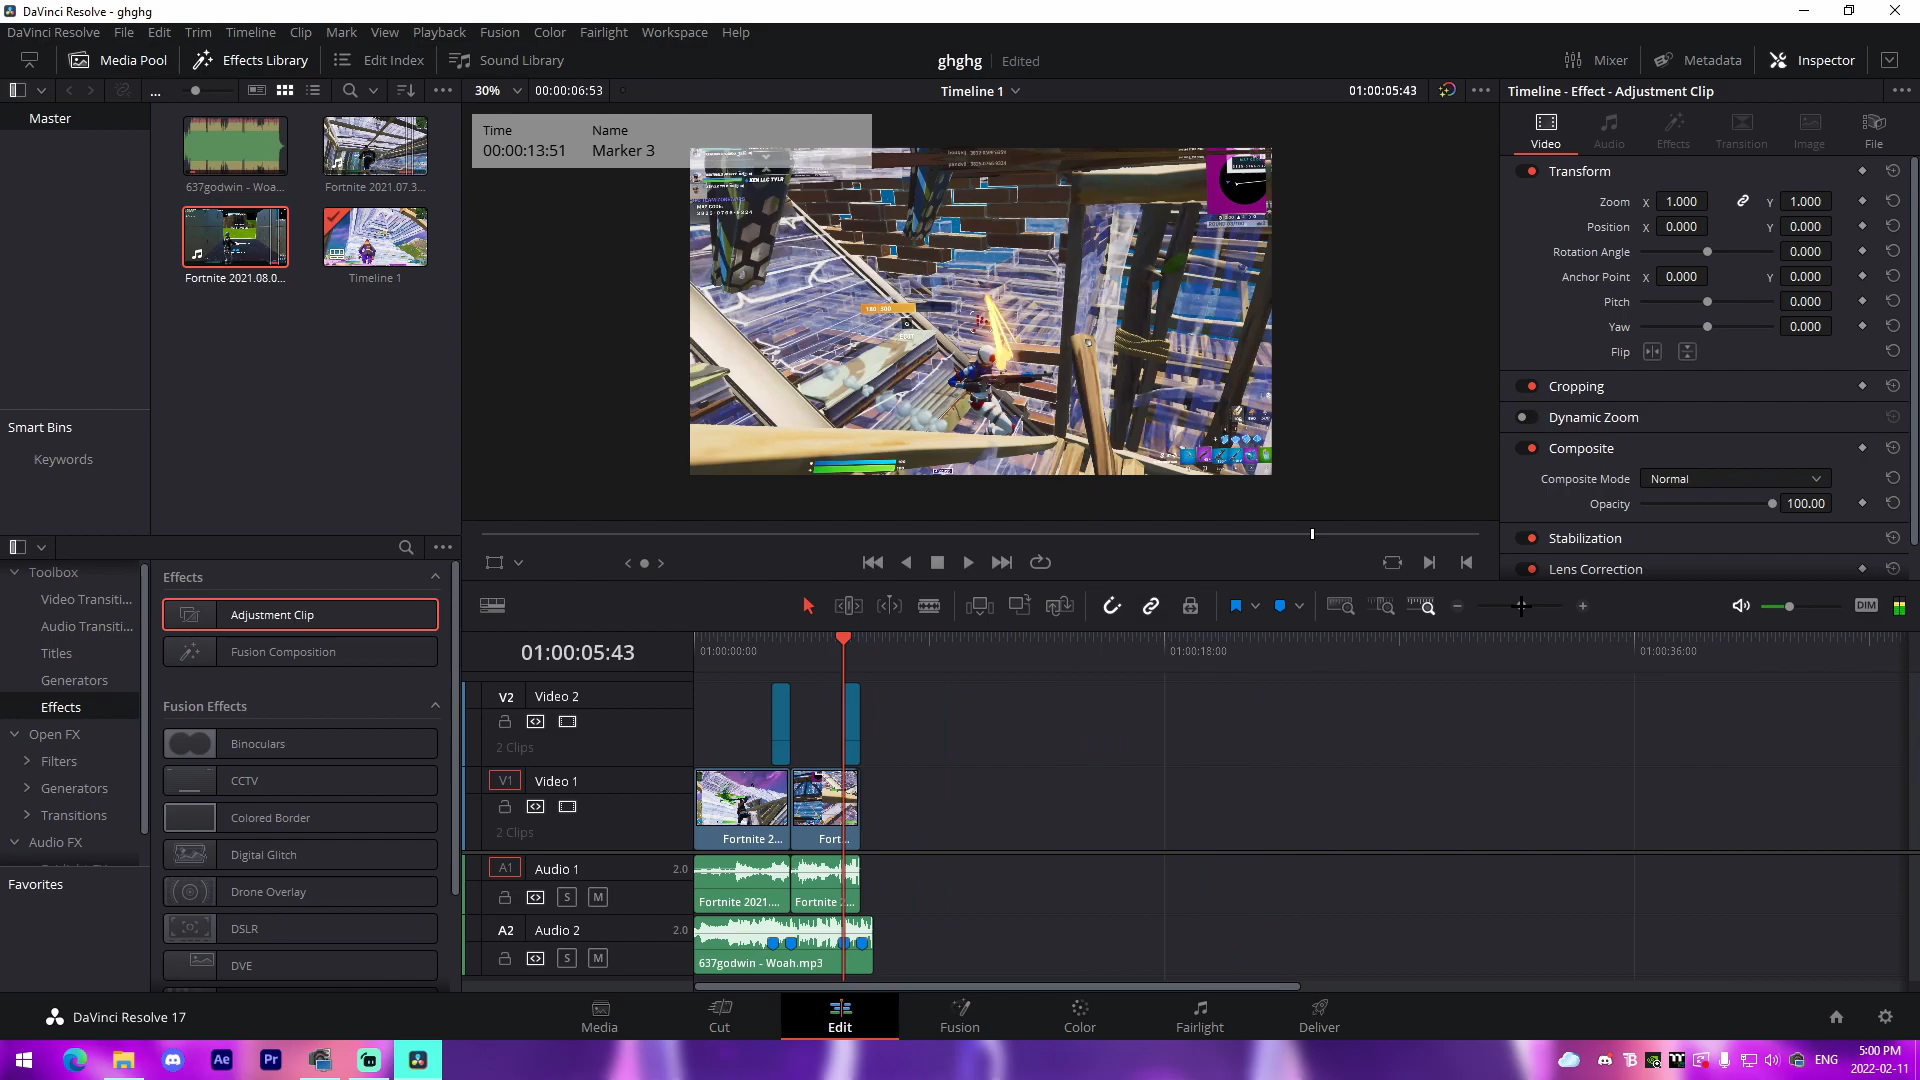 DaVinci Resolve - ghghg
DaVinci Resolve File Edit Trim Timeline Clip Mark View Playback Fusion Color Fairlight Workspace Help
Media Pool Effects Library Edit Index Sound Library ghghg Edited Mixer Metadata Inspector
... 30% 00:00:06:53 Timeline 1 01:00:05:43 Timeline - Effect - Adjustment Clip
Master
637godwin - Woa...
Fortnite 2021.07.3...
Fortnite 2021.08.0...
Timeline 1
Smart Bins
Keywords
Time Name
00:00:13:51 Marker 3
180 300
EDIT
Video Audio Effects Transition Image File
Transform
Zoom X 1.000 Y 1.000
Position X 0.000 Y 0.000
Rotation Angle 0.000
Anchor Point X 0.000 Y 0.000
Pitch 0.000
Yaw 0.000
Flip
Cropping
Dynamic Zoom
Composite
Composite Mode Normal
Opacity 100.00
Stabilization
Lens Correction
Toolbox
Video Transiti...
Audio Transiti...
Titles
Generators
Effects
Open FX
Filters
Generators
Transitions
Audio FX
Favorites
Effects
Adjustment Clip
Fusion Composition
Fusion Effects
Binoculars
CCTV
Colored Border
Digital Glitch
Drone Overlay
DSLR
DVE
DIM
01:00:05:43 01:00:00:00 01:00:18:00 01:00:36:00
V2 Video 2
2 Clips
V1 Video 1
2 Clips
Fortnite 2... Fort...
A1 Audio 1 2.0
S M
Fortnite 2021.... Fortnite 2...
A2 Audio 2 2.0
S M
637godwin - Woah.mp3
DaVinci Resolve 17
Media Cut Edit Fusion Color Fairlight Deliver
Ae Pr ENG
5:00 PM
2022-02-11